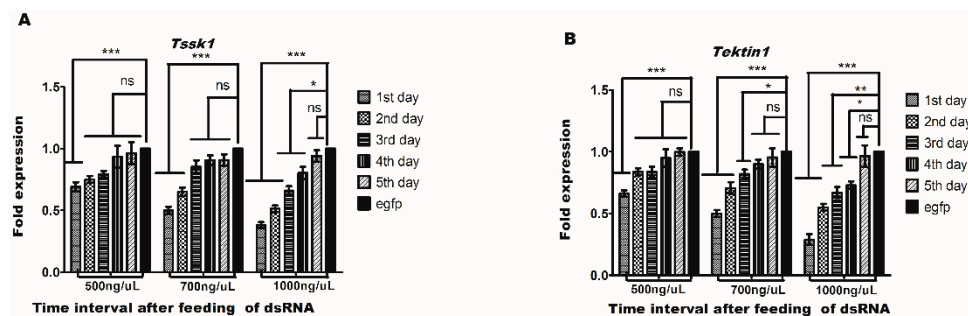 A
Tssk1
***
***
***
ns
ns
*
ns
1.5
1.0
0.5
0.0
Fold expression
500ng/uL
700ng/uL
1000ng/uL
Time interval after feeding of dsRNA
1st day
2nd day
3rd day
4th day
5th day
egfp
B
Tektin1
***
***
***
ns
*
ns
**
*
ns
1.5
1.0
0.5
0.0
Fold expression
500ng/uL
700ng/uL
1000ng/uL
Time interval after feeding of dsRNA
1st day
2nd day
3rd day
4th day
5th day
egfp